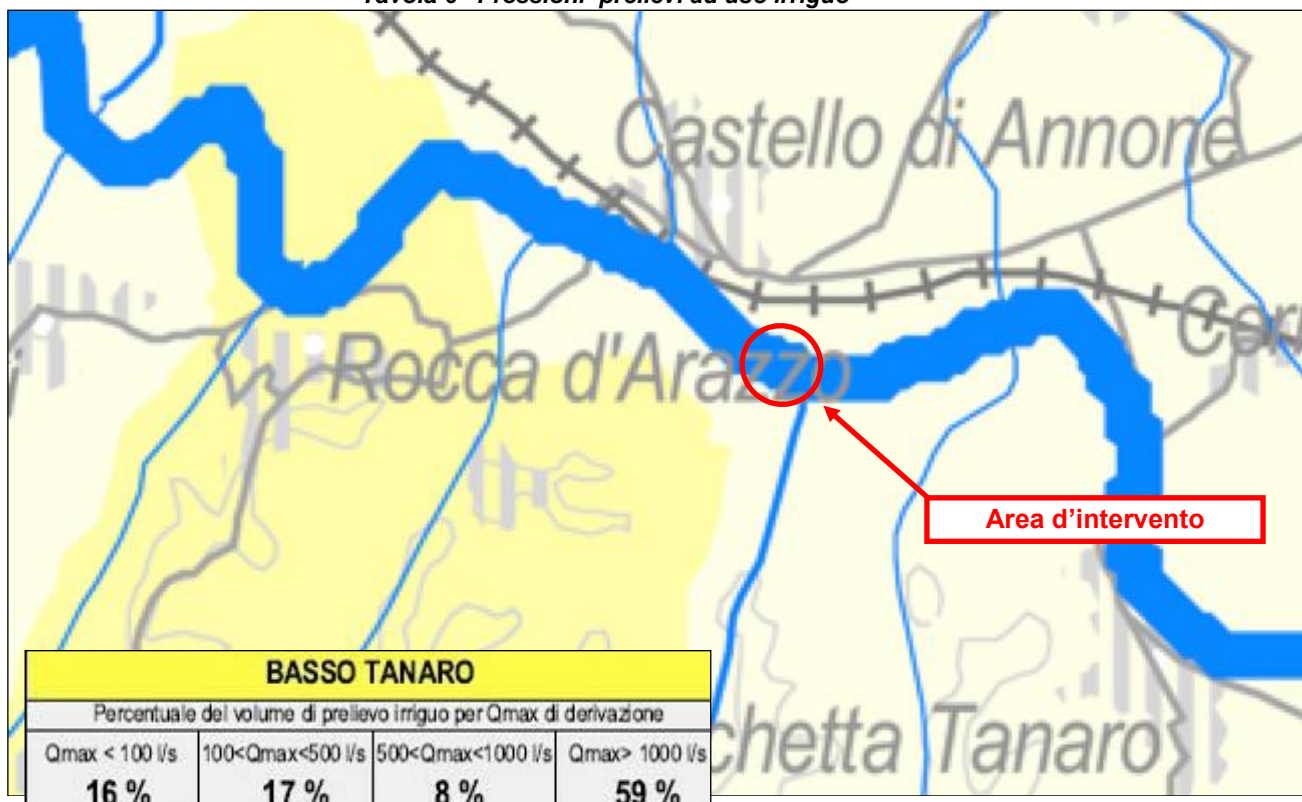 Castello di Annone
Rocca d'Arazzo
Area d'intervento
BASSO TANARO
Percentuale del volume di prelievo irriguo per Qmax di derivazione
Qmax < 100 l/s 100<Qmax<500 l/s 500<Qmax<1000 l/s Qmax> 1000 l/s
16 % 17 % 8 % 59 %
chetta Tanaro